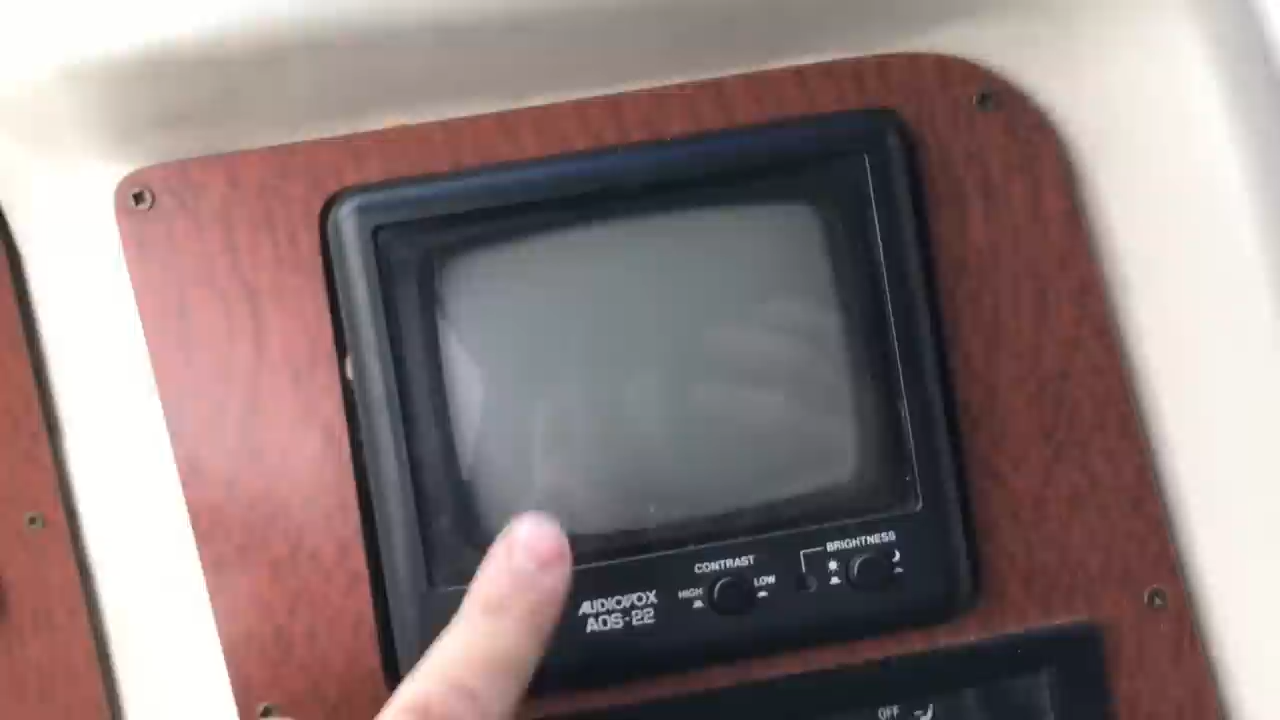 CONTRAST
HIGH
LOW
BRIGHTNESS
AUDIOVOX
AOS-22
OFF